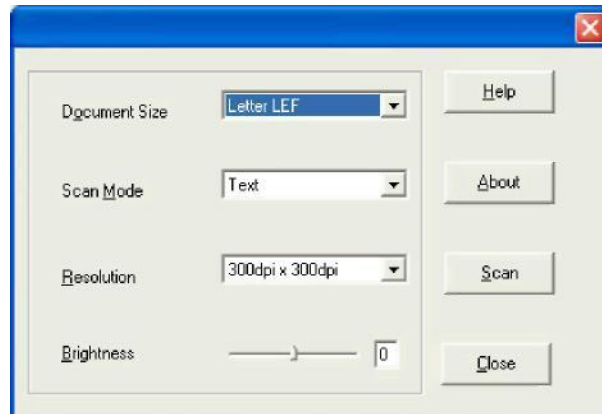 Document Size Letter LEF Help
Scan Mode Text About
Resolution 300dpi x 300dpi Scan
Brightness 0 Close